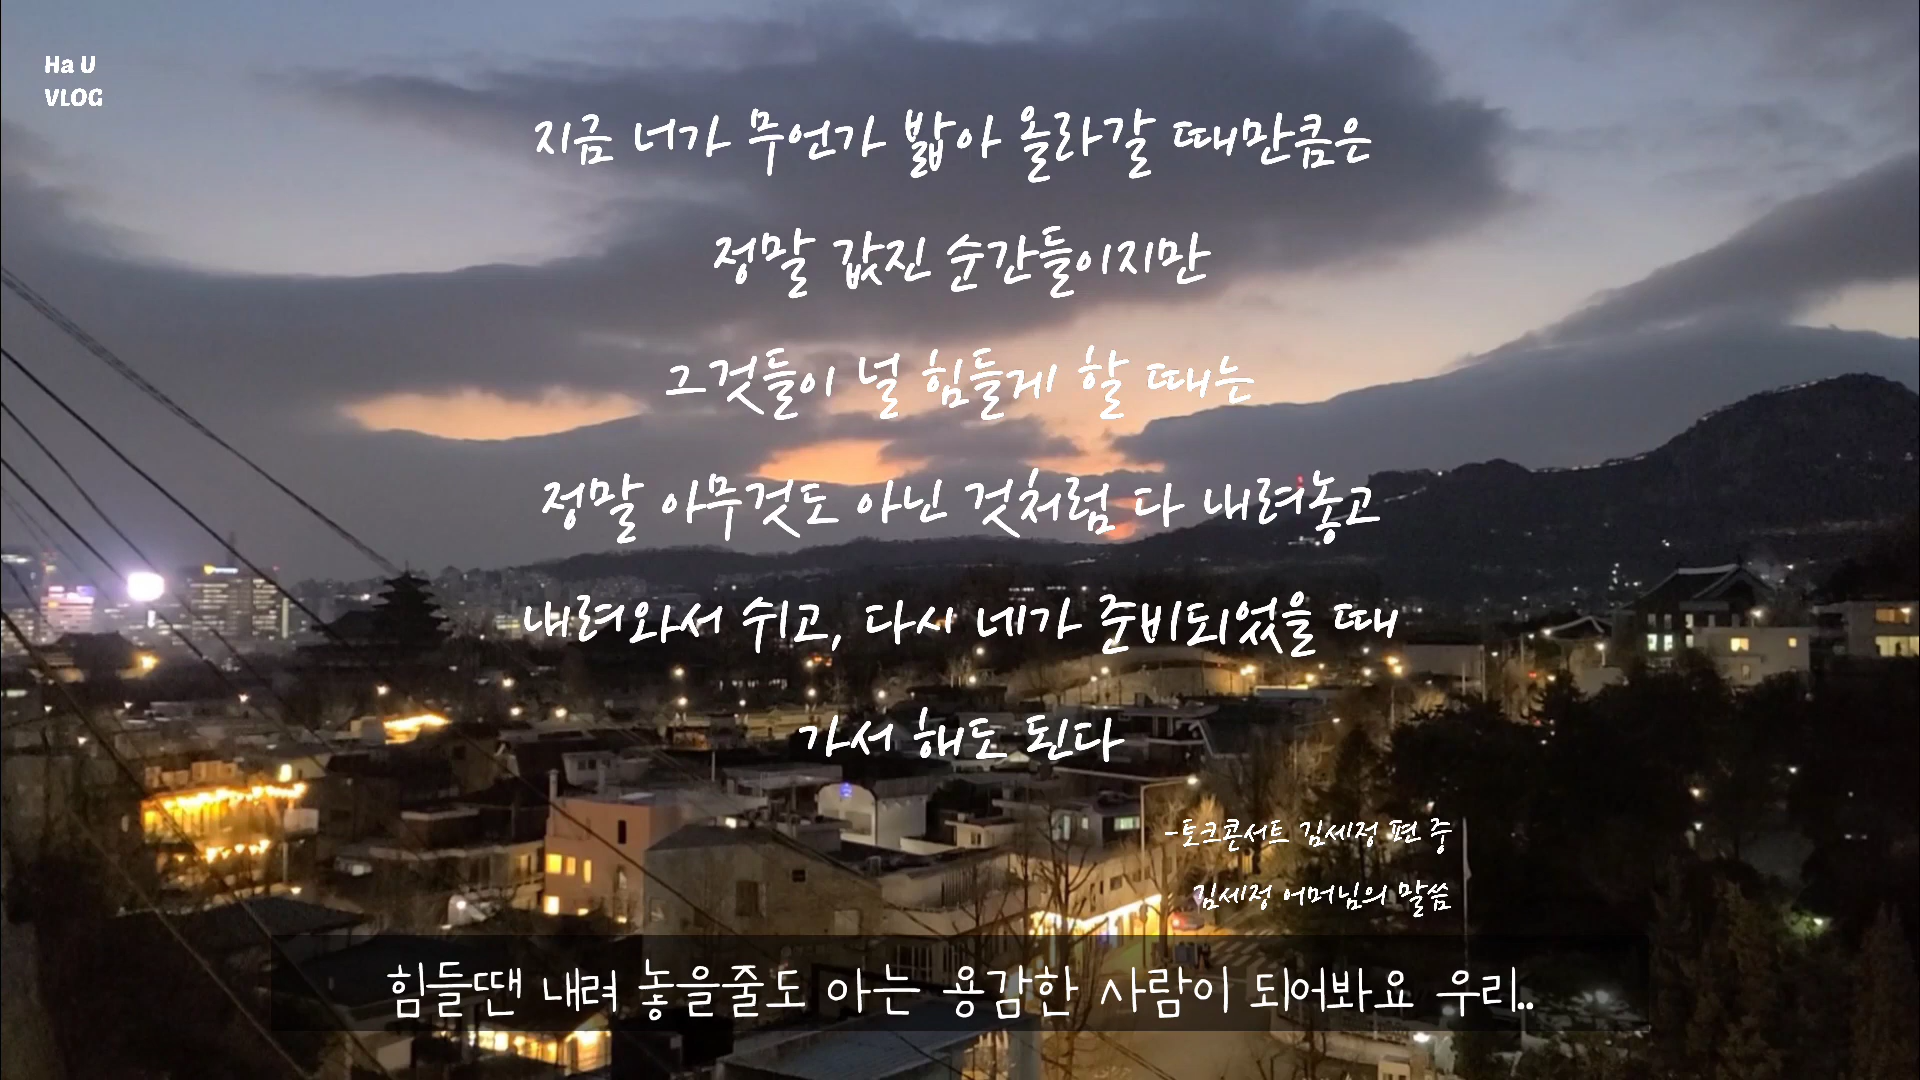 Ha U
VLOG
지금 너가 무언가 밟아 올라갈 때만큼은
정말 값진 순간들이지만
그것들이 널 힘들게 할 때는
정말 아무것도 아닌 것처럼 다 내려놓고
내려와서 쉬고, 다시 네가 준비되었을 때
가서 해도 된다
-토크콘서트 김세정 편 중
김세정 어머님의 말씀
힘들땐 내려 놓을줄도 아는 용감한 사람이 되어봐요 우리..